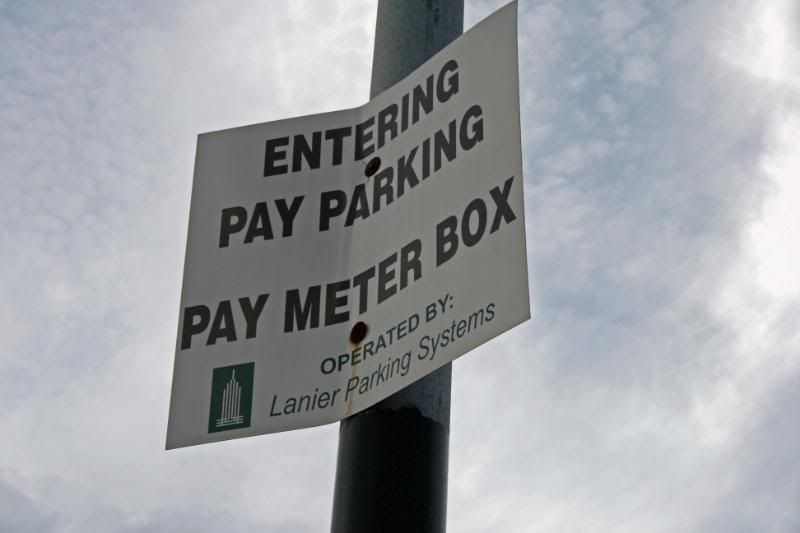 ENTERING
PAY PARKING
PAY METER BOX
OPERATED BY:
Lanier Parking Systems